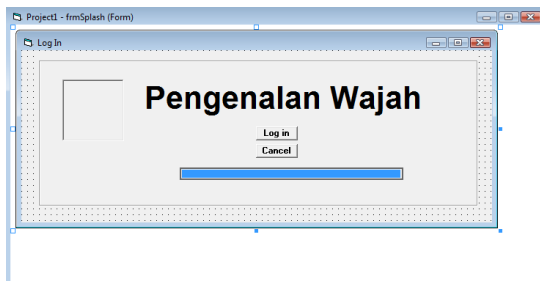 Project1 - frmSplash (Form)
Log In
Pengenalan Wajah
Log in
Cancel